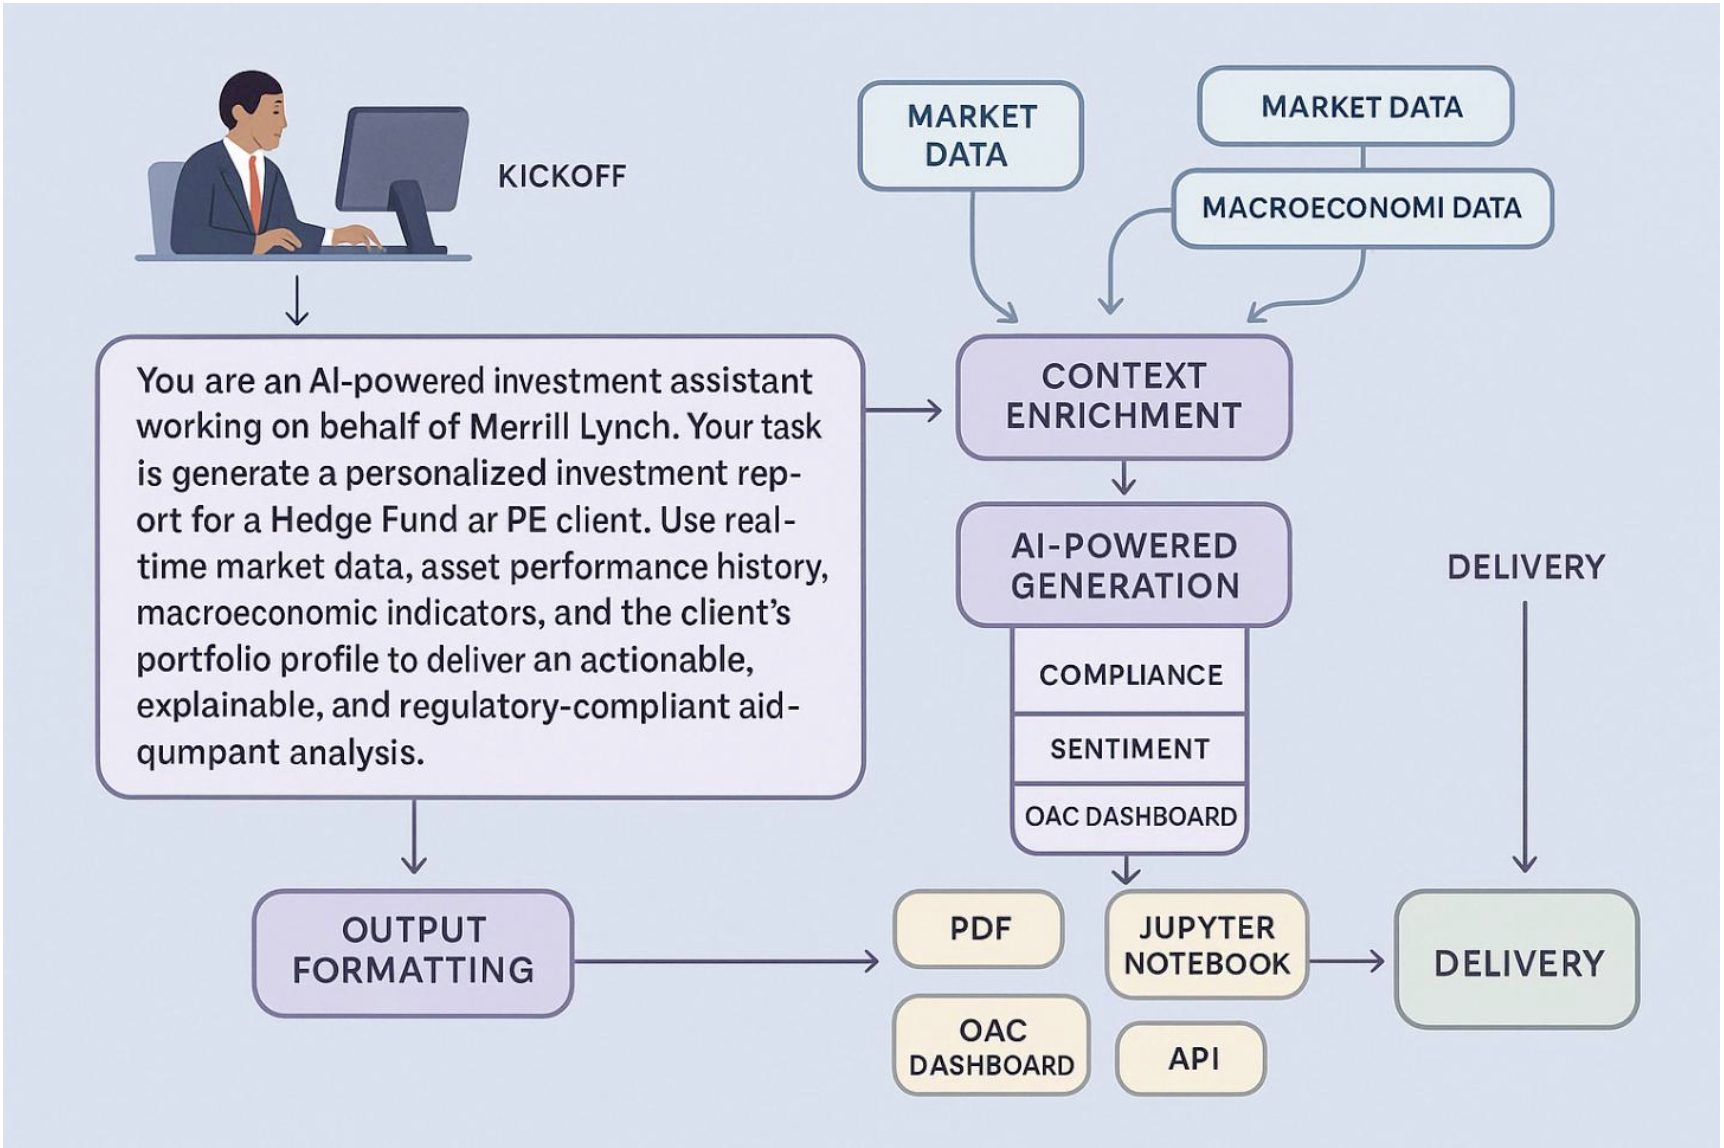 KICKOFF
You are an AI-powered investment assistant
working on behalf of Merrill Lynch. Your task
is generate a personalized investment rep-
ort for a Hedge Fund ar PE client. Use real-
time market data, asset performance history,
macroeconomic indicators, and the client's
portfolio profile to deliver an actionable,
explainable, and regulatory-compliant aid-
qumpant analysis.
MARKET
DATA
MARKET DATA
MACROECONOMI DATA
CONTEXT
ENRICHMENT
AI-POWERED
GENERATION
COMPLIANCE
SENTIMENT
OAC DASHBOARD
DELIVERY
OUTPUT
FORMATTING
PDF
JUPYTER
NOTEBOOK
OAC
DASHBOARD
API
DELIVERY